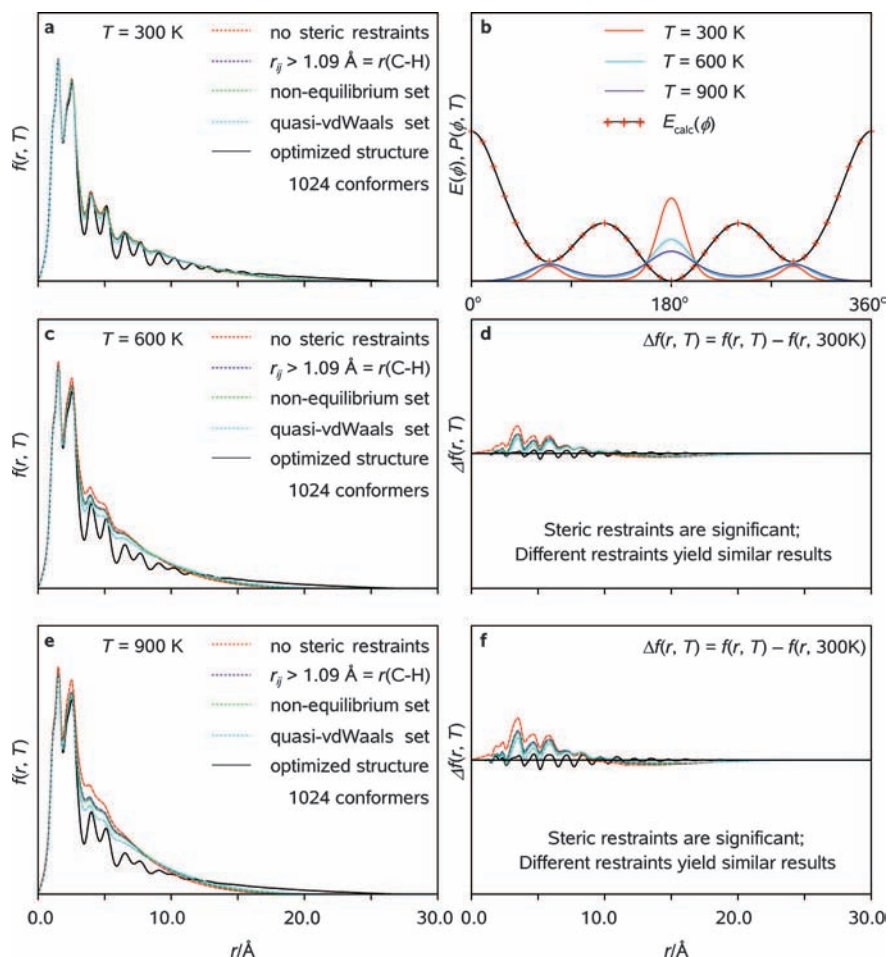 a
T = 300 K
no steric restraints
r_ij > 1.09 Å = r(C-H)
non-equilibrium set
quasi-vdWaals set
optimized structure
1024 conformers
f(r, T)
b
T = 300 K
T = 600 K
T = 900 K
E_calc(ϕ)
E(ϕ), P(ϕ, T)
0°
180°
360°
c
T = 600 K
no steric restraints
r_ij > 1.09 Å = r(C-H)
non-equilibrium set
quasi-vdWaals set
optimized structure
1024 conformers
f(r, T)
d
Δf(r, T) = f(r, T) – f(r, 300K)
Δf(r, T)
Steric restraints are significant;
Different restraints yield similar results
e
T = 900 K
no steric restraints
r_ij > 1.09 Å = r(C-H)
non-equilibrium set
quasi-vdWaals set
optimized structure
1024 conformers
f(r, T)
0.0
10.0
20.0
30.0
r/Å
f
Δf(r, T) = f(r, T) – f(r, 300K)
Δf(r, T)
Steric restraints are significant;
Different restraints yield similar results
0.0
10.0
20.0
30.0
r/Å